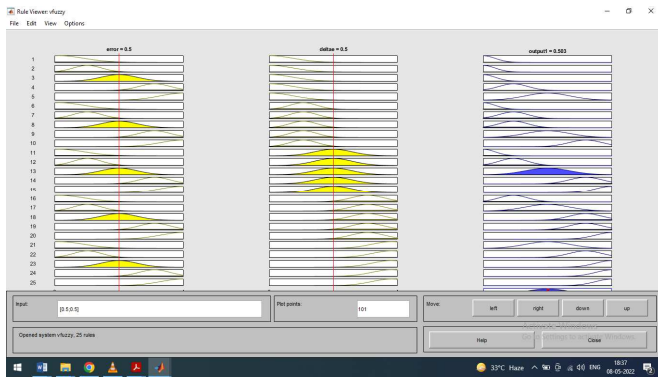 Rule Viewer: vfuzzy
File Edit View Options
error = 0.5
deltae = 0.5
output1 = 0.503
1
2
3
4
5
6
7
8
9
10
11
12
13
14
15
16
17
18
19
20
21
22
23
24
25
Input: [0.5;0.5]
Plot points: 101
Move: left right down up
Opened system vfuzzy, 25 rules
Help Close
33°C Haze ENG 18:37
08-05-2022